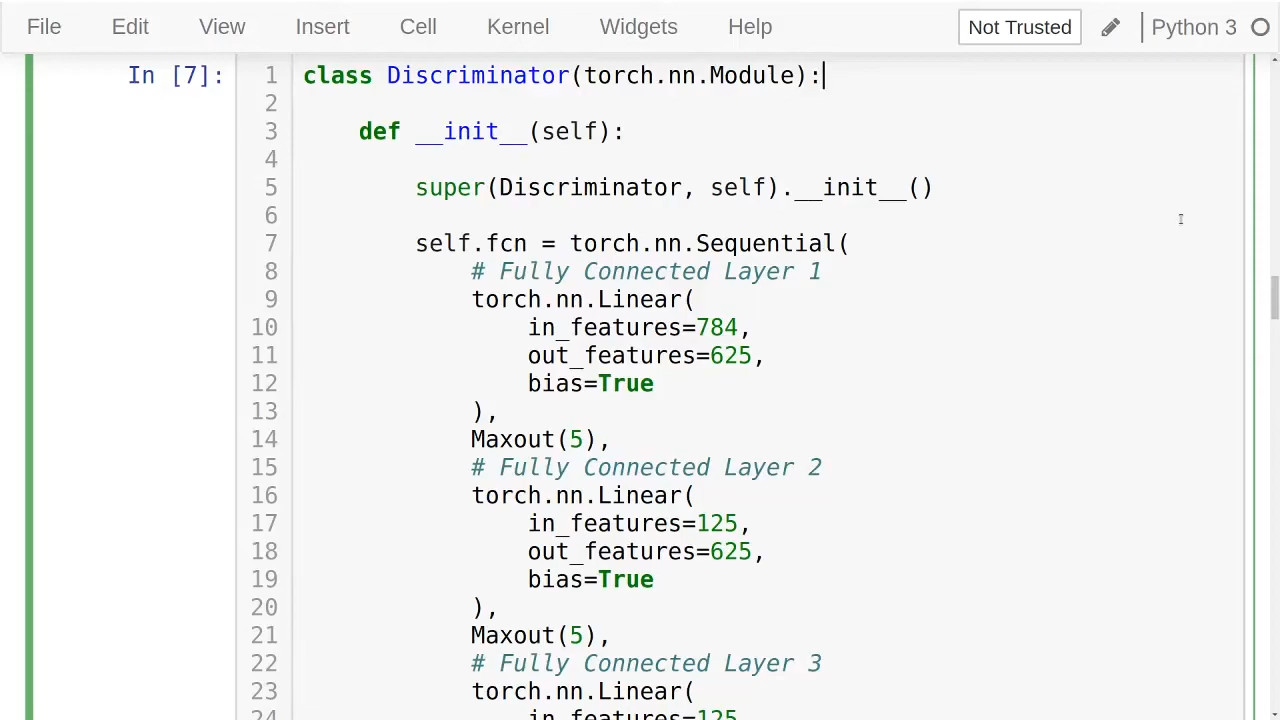 File Edit View Insert Cell Kernel Widgets Help Not Trusted Python 3
In [7]:
1 class Discriminator(torch.nn.Module):
2
3     def __init__(self):
4
5         super(Discriminator, self).__init__()
6
7         self.fcn = torch.nn.Sequential(
8             # Fully Connected Layer 1
9             torch.nn.Linear(
10                 in_features=784,
11                 out_features=625,
12                 bias=True
13             ),
14             Maxout(5),
15             # Fully Connected Layer 2
16             torch.nn.Linear(
17                 in_features=125,
18                 out_features=625,
19                 bias=True
20             ),
21             Maxout(5),
22             # Fully Connected Layer 3
23             torch.nn.Linear(
24                 in_features=125